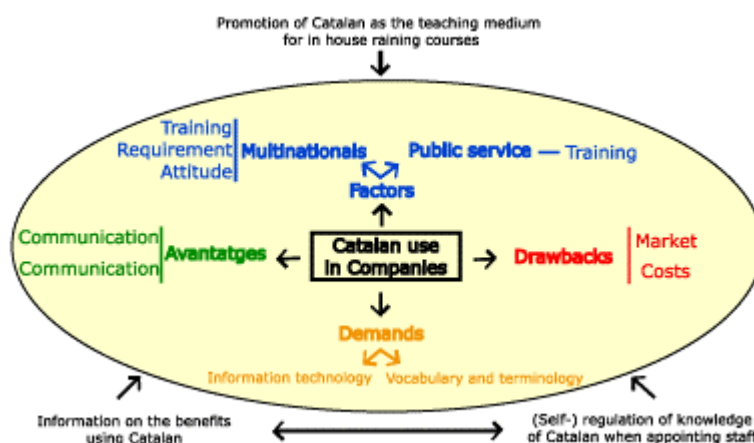 Promotion of Catalan as the teaching medium
for in house raining courses
Training
Requirement
Attitude
Multinationals
Public service
Training
Factors
Communication
Communication
Avantatges
Catalan use
in Companies
Drawbacks
Market
Costs
Demands
Information technology
Vocabulary and terminology
Information on the benefits
using Catalan
(Self-) regulation of knowledge
of Catalan when appointing staff